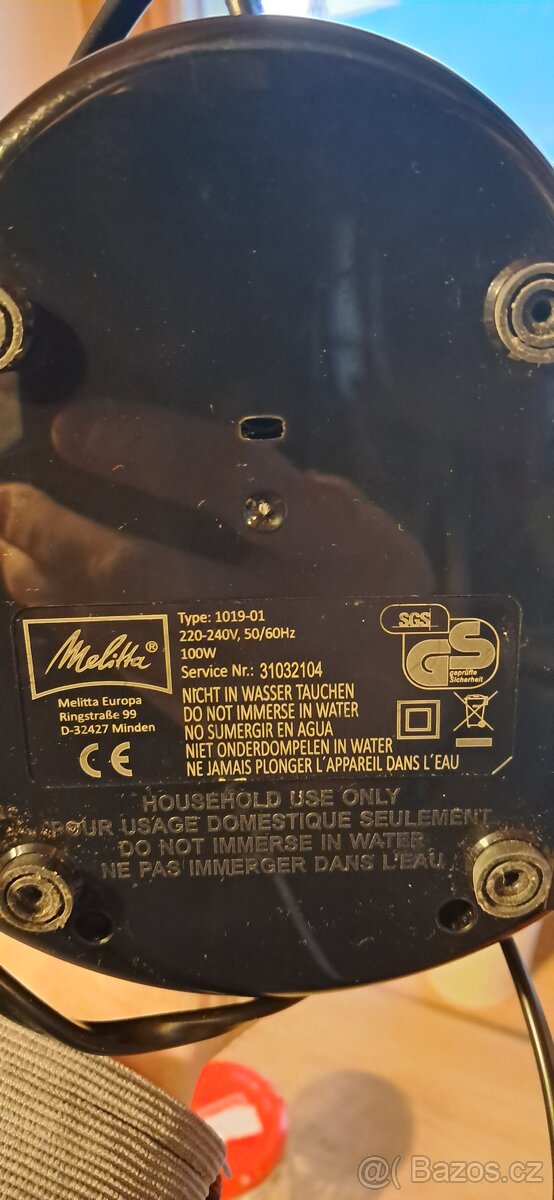 Melitta®
Melitta Europa
Ringstraße 99
D-32427 Minden
CE
Type: 1019-01
220-240V, 50/60Hz
100W
Service Nr.: 31032104
NICHT IN WASSER TAUCHEN
DO NOT IMMERSE IN WATER
NO SUMERGIR EN AGUA
NIET ONDERDOMPELEN IN WATER
NE JAMAIS PLONGER L'APPAREIL DANS L'EAU
SGS
GS
geprüfte
Sicherheit
HOUSEHOLD USE ONLY
POUR USAGE DOMESTIQUE SEULEMENT
DO NOT IMMERSE IN WATER
NE PAS IMMERGER DANS L'EAU
Bazos.cz